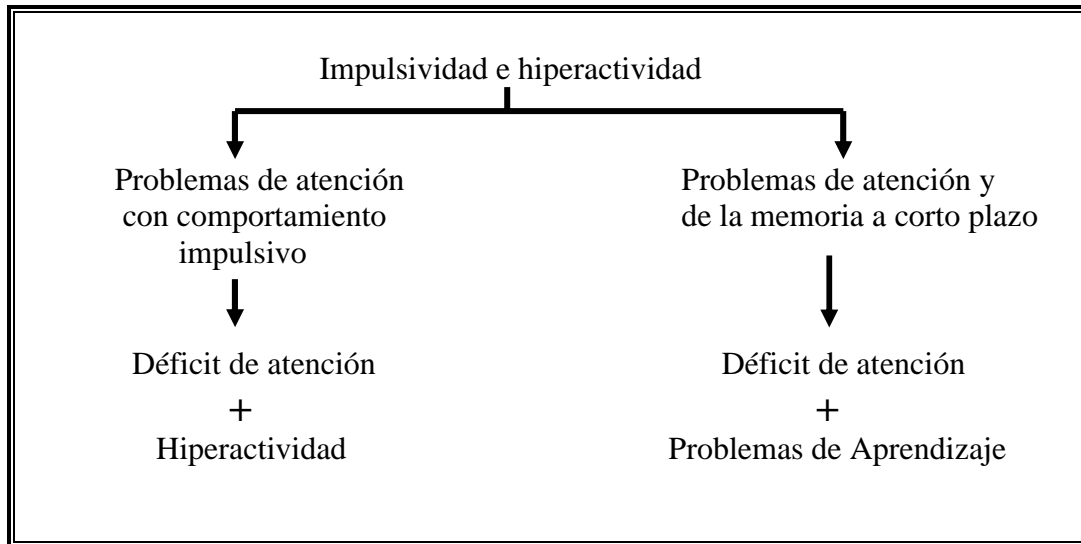 Impulsividad e hiperactividad
Problemas de atención
con comportamiento
impulsivo
Problemas de atención y
de la memoria a corto plazo
Déficit de atención
+
Hiperactividad
Déficit de atención
+
Problemas de Aprendizaje